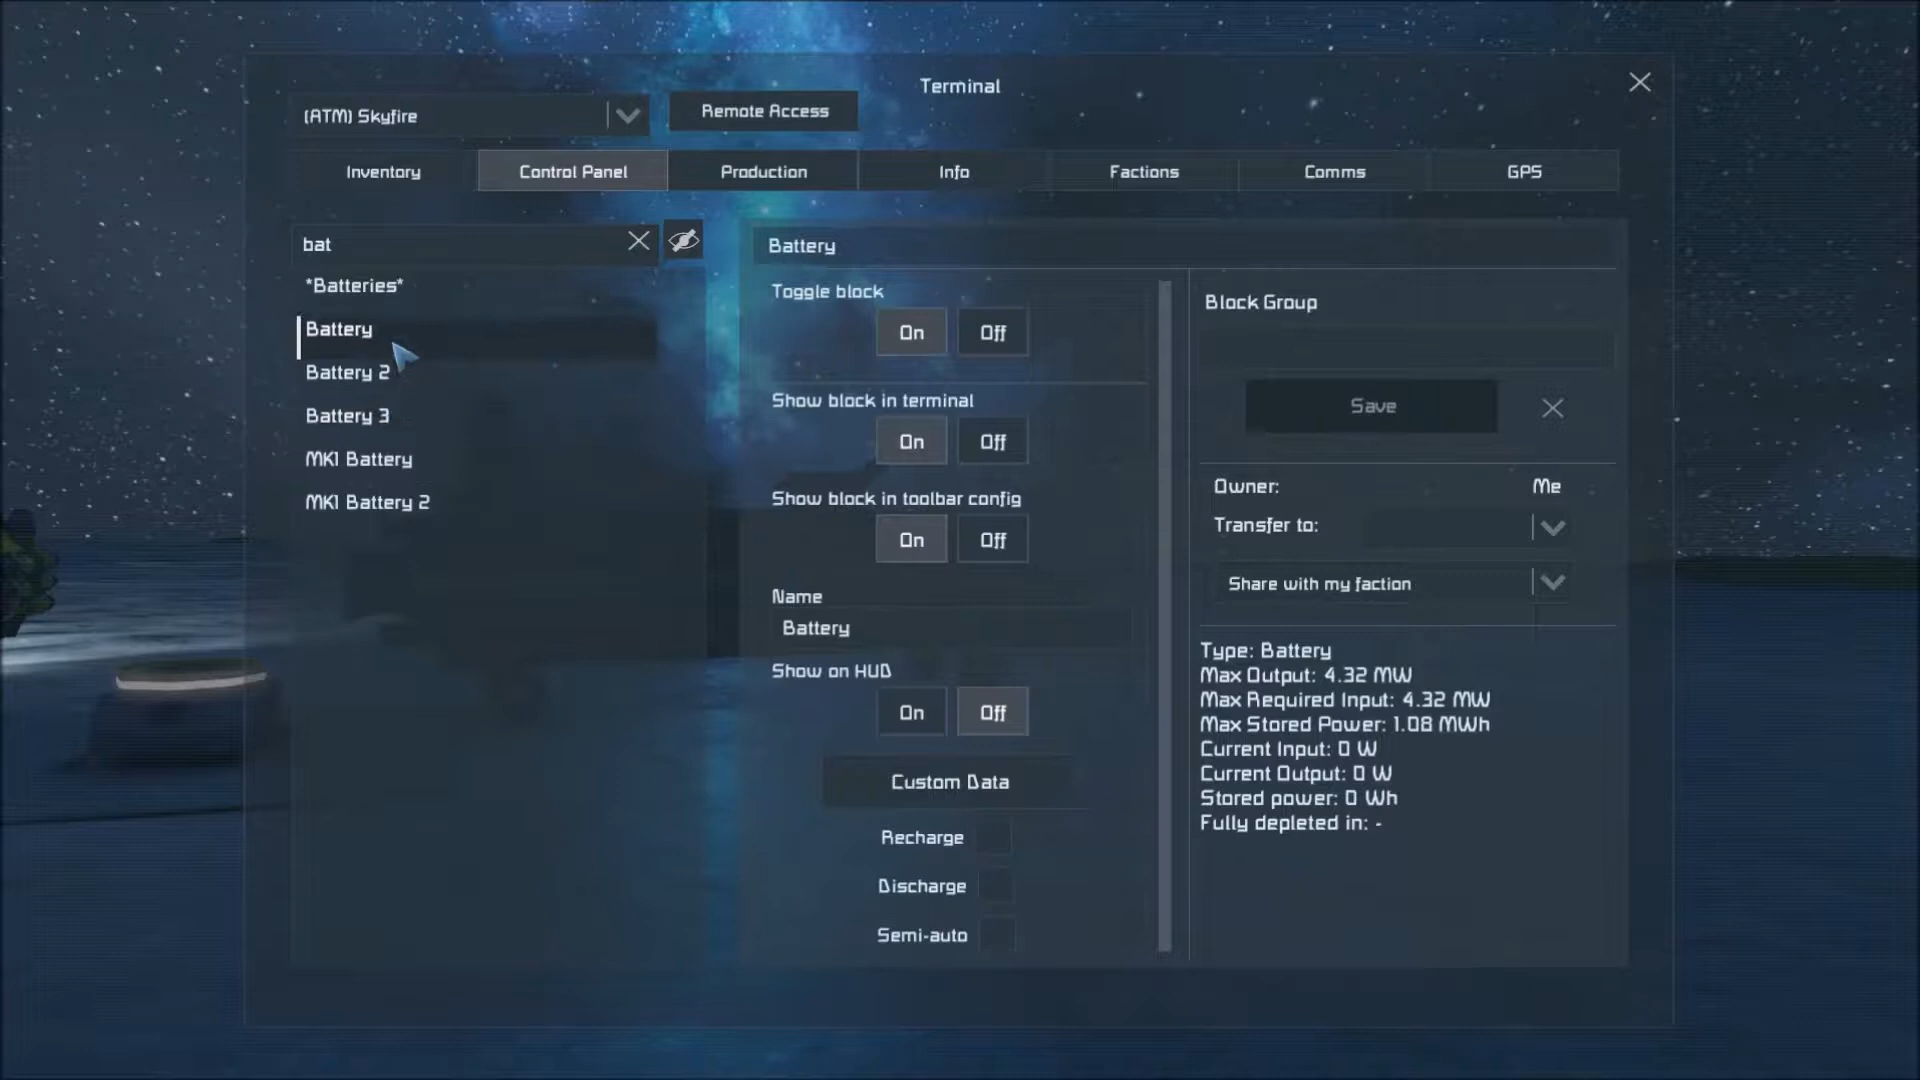 Terminal
(ATM) Skyfire
Remote Access
Inventory
Control Panel
Production
Info
Factions
Comms
GPS
bat
*Batteries*
Battery
Battery 2
Battery 3
MK1 Battery
MK1 Battery 2
Battery
Toggle block
On
Off
Show block in terminal
On
Off
Show block in toolbar config
On
Off
Name
Battery
Show on HUD
On
Off
Custom Data
Recharge
Discharge
Semi-auto
Block Group
Save
Owner:
Me
Transfer to:
Share with my faction
Type: Battery
Max Output: 4.32 MW
Max Required Input: 4.32 MW
Max Stored Power: 1.08 MWh
Current Input: 0 W
Current Output: 0 W
Stored power: 0 Wh
Fully depleted in: -